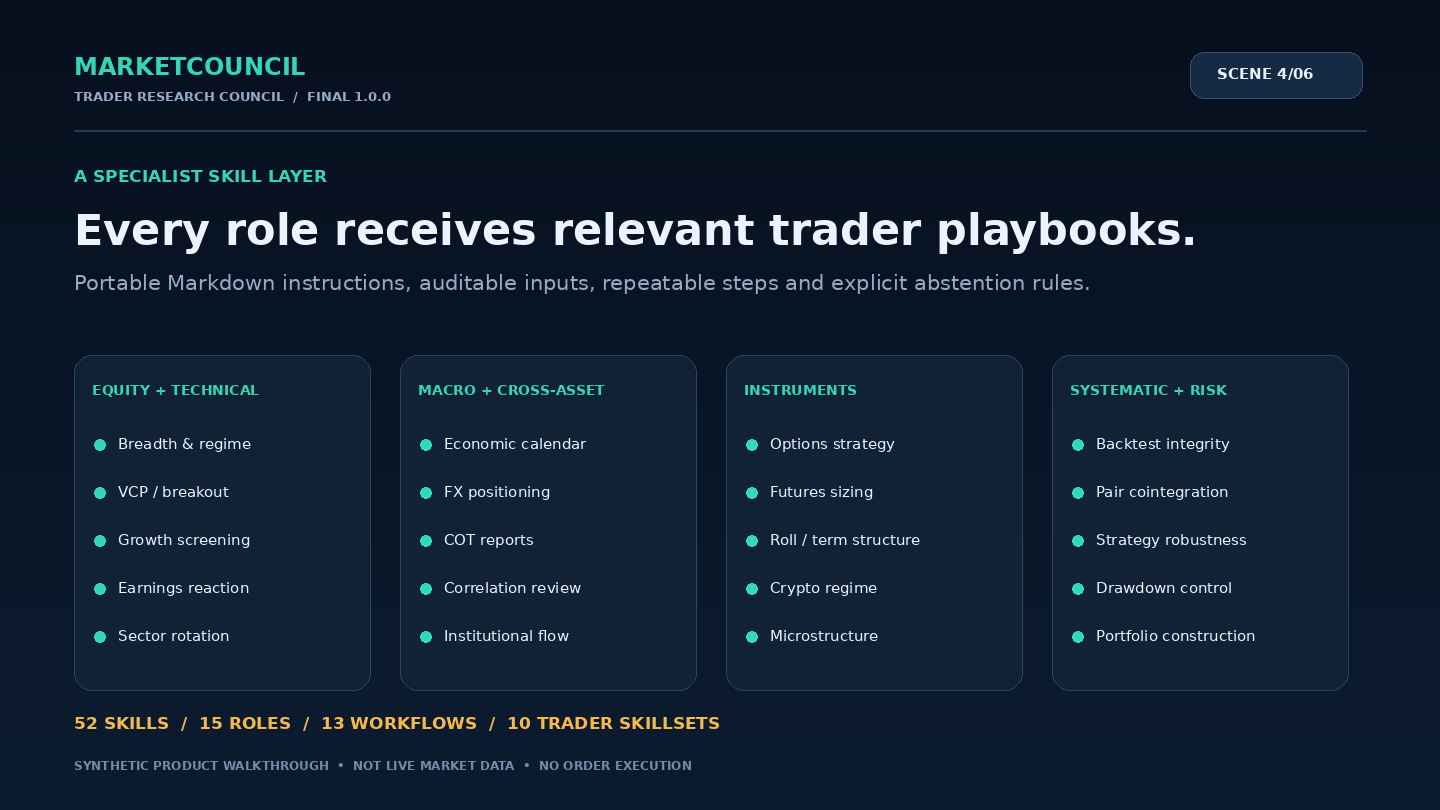 MARKETCOUNCIL
SCENE 4/06
TRADER RESEARCH COUNCIL / FINAL 1.0.0
A SPECIALIST SKILL LAYER
Every role receives relevant trader playbooks.
Portable Markdown instructions, auditable inputs, repeatable steps and explicit abstention rules.
EQUITY + TECHNICAL
Breadth & regime
VCP / breakout
Growth screening
Earnings reaction
Sector rotation
MACRO + CROSS-ASSET
Economic calendar
FX positioning
COT reports
Correlation review
Institutional flow
INSTRUMENTS
Options strategy
Futures sizing
Roll / term structure
Crypto regime
Microstructure
SYSTEMATIC + RISK
Backtest integrity
Pair cointegration
Strategy robustness
Drawdown control
Portfolio construction
52 SKILLS / 15 ROLES / 13 WORKFLOWS / 10 TRADER SKILLSETS
SYNTHETIC PRODUCT WALKTHROUGH • NOT LIVE MARKET DATA • NO ORDER EXECUTION